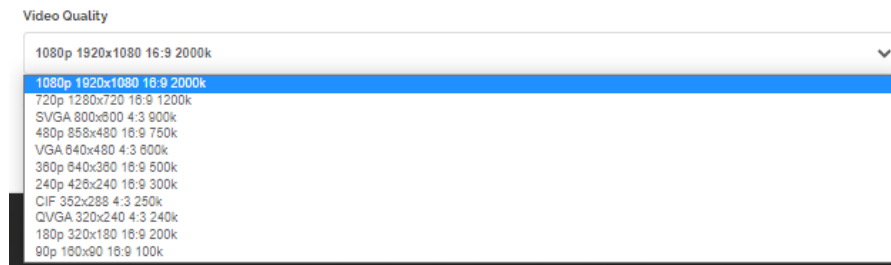 Video Quality
1080p 1920x1080 16:9 2000k
1080p 1920x1080 16:9 2000k
720p 1280x720 16:9 1200k
SVGA 800x600 4:3 900k
480p 858x480 16:9 750k
VGA 640x480 4:3 600k
360p 640x360 16:9 500k
240p 426x240 16:9 300k
CIF 352x288 4:3 250k
QVGA 320x240 4:3 240k
180p 320x180 16:9 200k
90p 160x90 16:9 100k